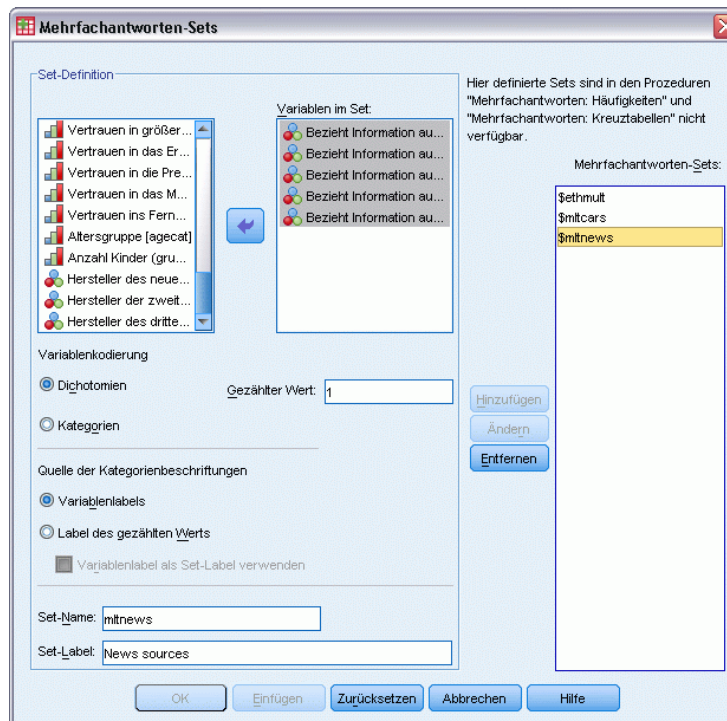 Mehrfachantworten-Sets
Set-Definition
Vertrauen in größer...
Vertrauen in das Er...
Vertrauen in die Pre...
Vertrauen in das M...
Vertrauen ins Fern...
Altersgruppe [agecat]
Anzahl Kinder (gru...
Hersteller des neue...
Hersteller der zweit...
Hersteller des dritte...
Variablen im Set:
Bezieht Information au...
Bezieht Information au...
Bezieht Information au...
Bezieht Information au...
Bezieht Information au...
Hier definierte Sets sind in den Prozeduren
"Mehrfachantworten: Häufigkeiten" und
"Mehrfachantworten: Kreuztabellen" nicht
verfügbar.
Mehrfachantworten-Sets:
$ethmult
$mltcars
$mltnews
Variablenkodierung
Dichotomien
Gezählter Wert: 1
Kategorien
Hinzufügen
Ändern
Entfernen
Quelle der Kategorienbeschriftungen
Variablenlabels
Label des gezählten Werts
Variablenlabel als Set-Label verwenden
Set-Name: mltnews
Set-Label: News sources
OK Einfügen Zurücksetzen Abbrechen Hilfe